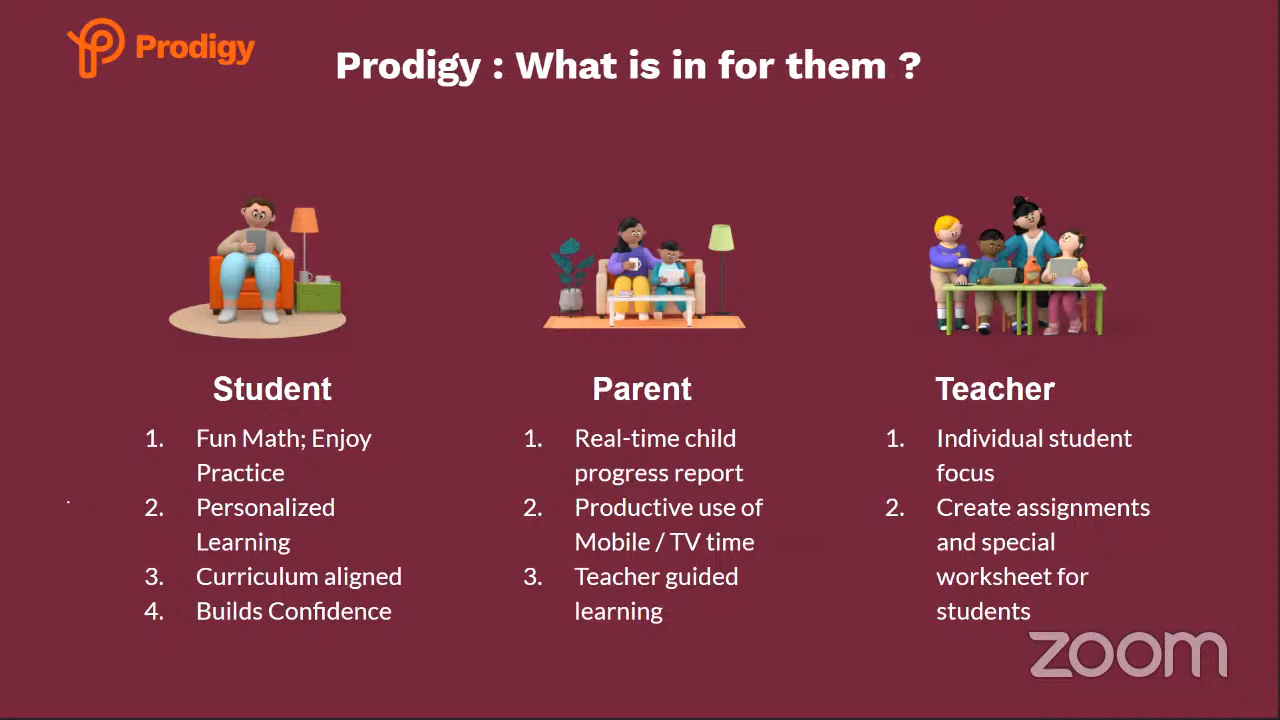 Prodigy
Prodigy : What is in for them ?
Student
1. Fun Math; Enjoy
Practice
2. Personalized
Learning
3. Curriculum aligned
4. Builds Confidence
Parent
1. Real-time child
progress report
2. Productive use of
Mobile / TV time
3. Teacher guided
learning
Teacher
1. Individual student
focus
2. Create assignments
and special
worksheet for
students
zoom